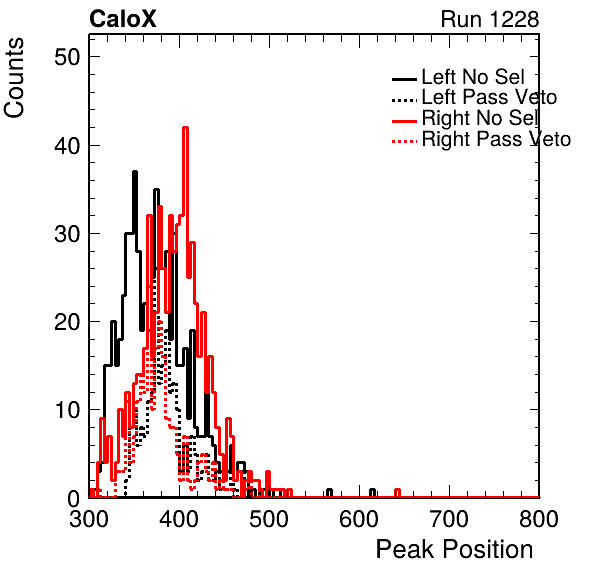 CaloX Run 1228
Counts
50
40
30
20
10
0
Left No Sel
Left Pass Veto
Right No Sel
Right Pass Veto
300 400 500 600 700 800
Peak Position